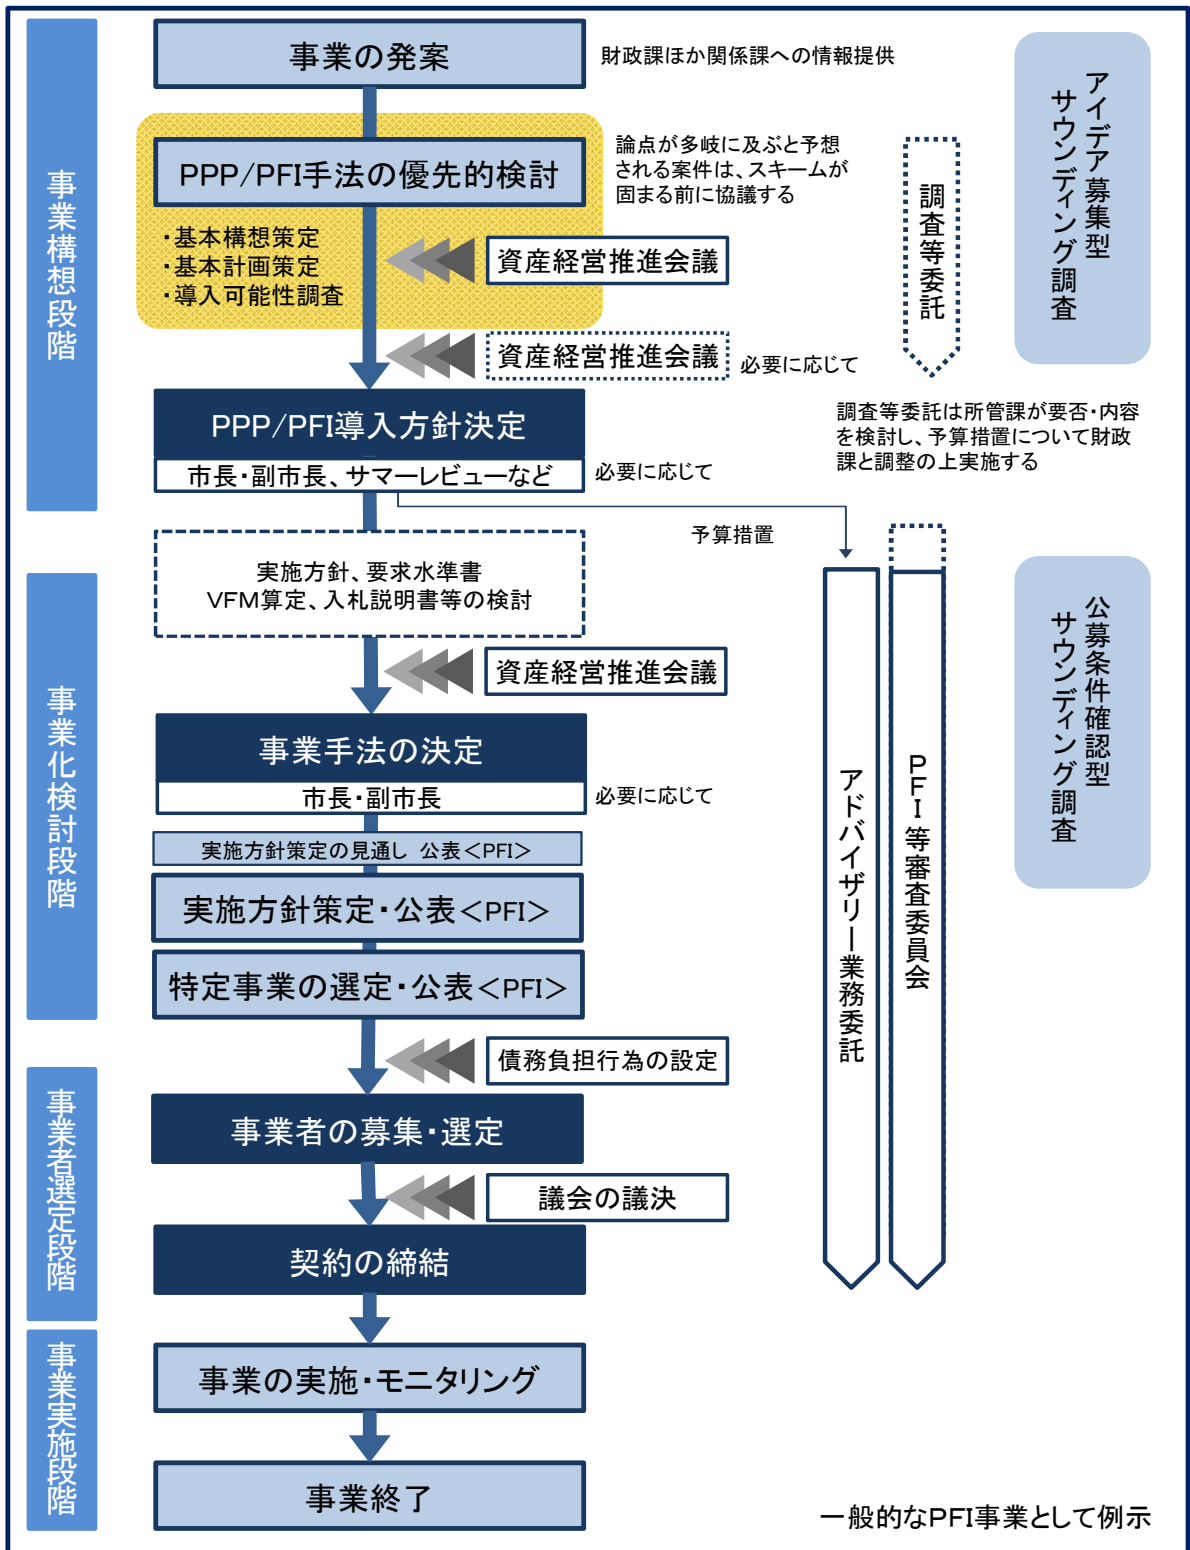 事業構想段階
事業の発案
財政課ほか関係課への情報提供
PPP/PFI手法の優先的検討
論点が多岐に及ぶと予想
される案件は、スキームが
固まる前に協議する
・基本構想策定
・基本計画策定
・導入可能性調査
資産経営推進会議
資産経営推進会議
必要に応じて
調査等委託
アイデア募集型
サウンディング調査
PPP/PFI導入方針決定
市長・副市長、サマーレビューなど
必要に応じて
調査等委託は所管課が要否・内容
を検討し、予算措置について財政
課と調整の上実施する
予算措置
事業化検討段階
実施方針、要求水準書
VFM算定、入札説明書等の検討
資産経営推進会議
事業手法の決定
市長・副市長
必要に応じて
実施方針策定の見通し 公表<PFI>
実施方針策定・公表<PFI>
特定事業の選定・公表<PFI>
アドバイザリー業務委託
PFI等審査委員会
公募条件確認型
サウンディング調査
事業者選定段階
債務負担行為の設定
事業者の募集・選定
議会の議決
契約の締結
事業実施段階
事業の実施・モニタリング
事業終了
一般的なPFI事業として例示